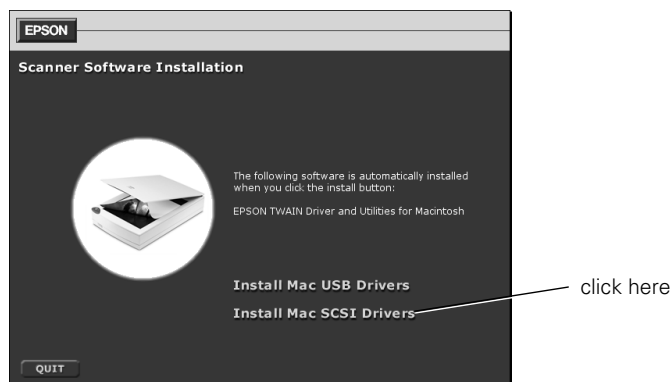 EPSON
Scanner Software Installation
The following software is automatically installed
when you click the install button:
EPSON TWAIN Driver and Utilities for Macintosh
Install Mac USB Drivers
Install Mac SCSI Drivers
click here
QUIT